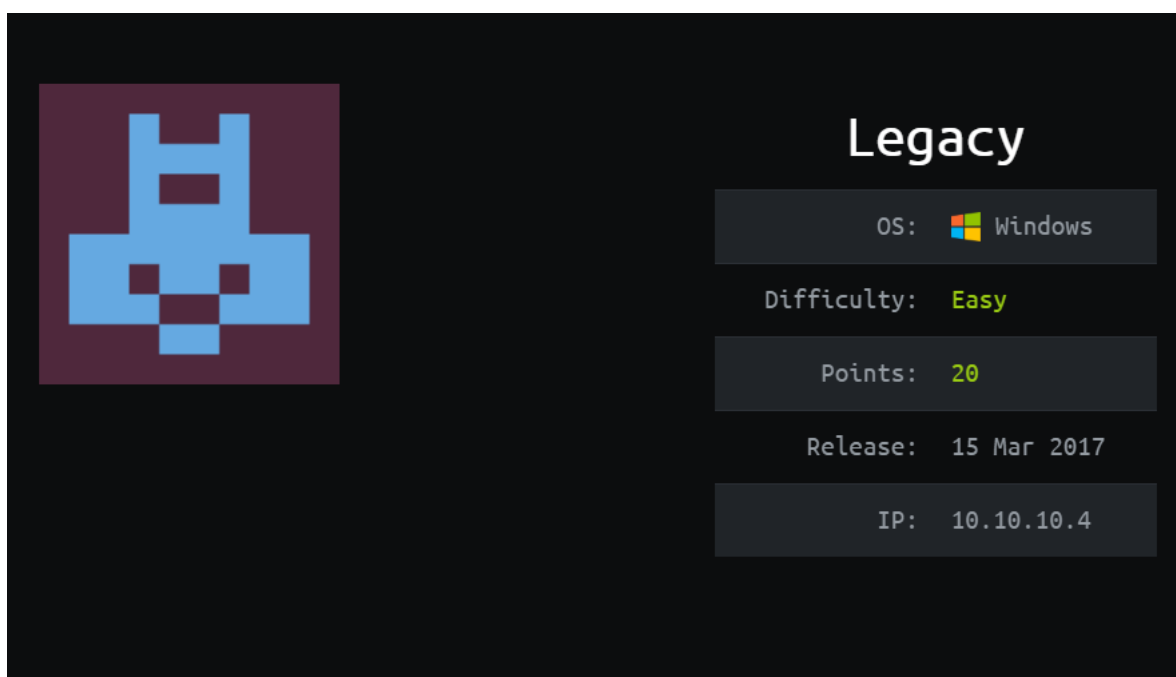 Legacy
OS: Windows
Difficulty: Easy
Points: 20
Release: 15 Mar 2017
IP: 10.10.10.4